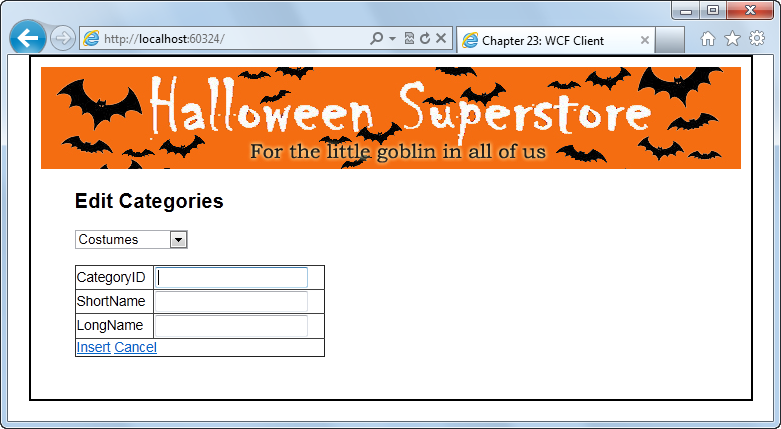 http://localhost:60324/
Chapter 23: WCF Client
Halloween Superstore
For the little goblin in all of us
Edit Categories
Costumes
CategoryID
ShortName
LongName
Insert Cancel